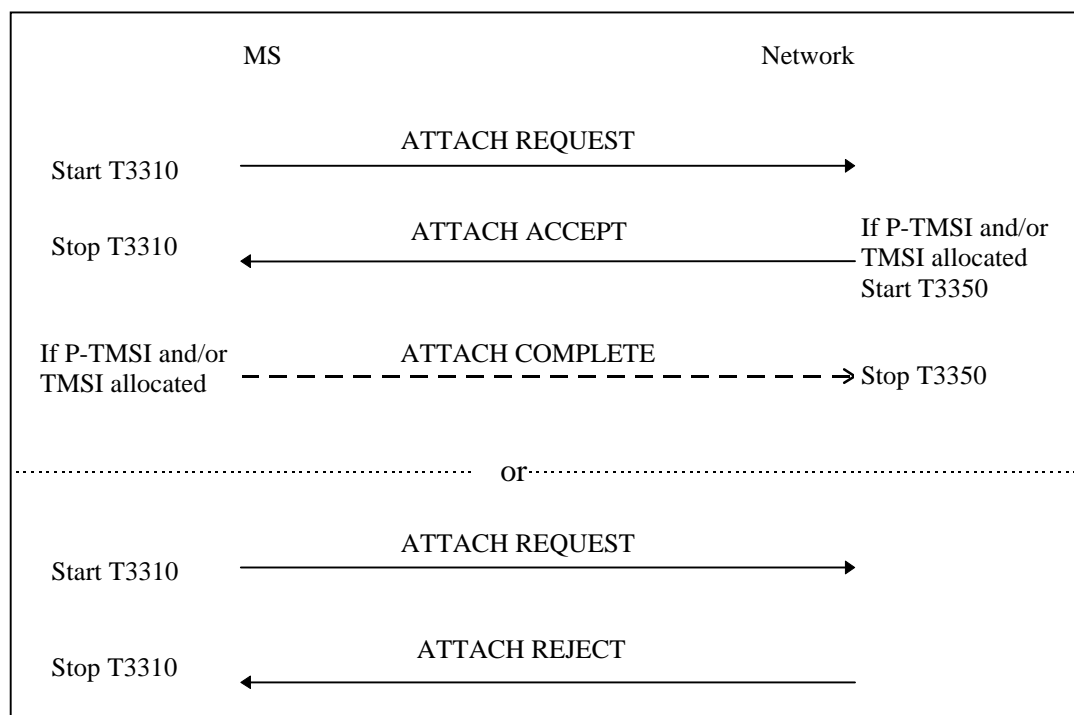 MS Network
ATTACH REQUEST
Start T3310
ATTACH ACCEPT
Stop T3310
If P-TMSI and/or
TMSI allocated
Start T3350
If P-TMSI and/or
TMSI allocated
ATTACH COMPLETE
Stop T3350
or
ATTACH REQUEST
Start T3310
ATTACH REJECT
Stop T3310